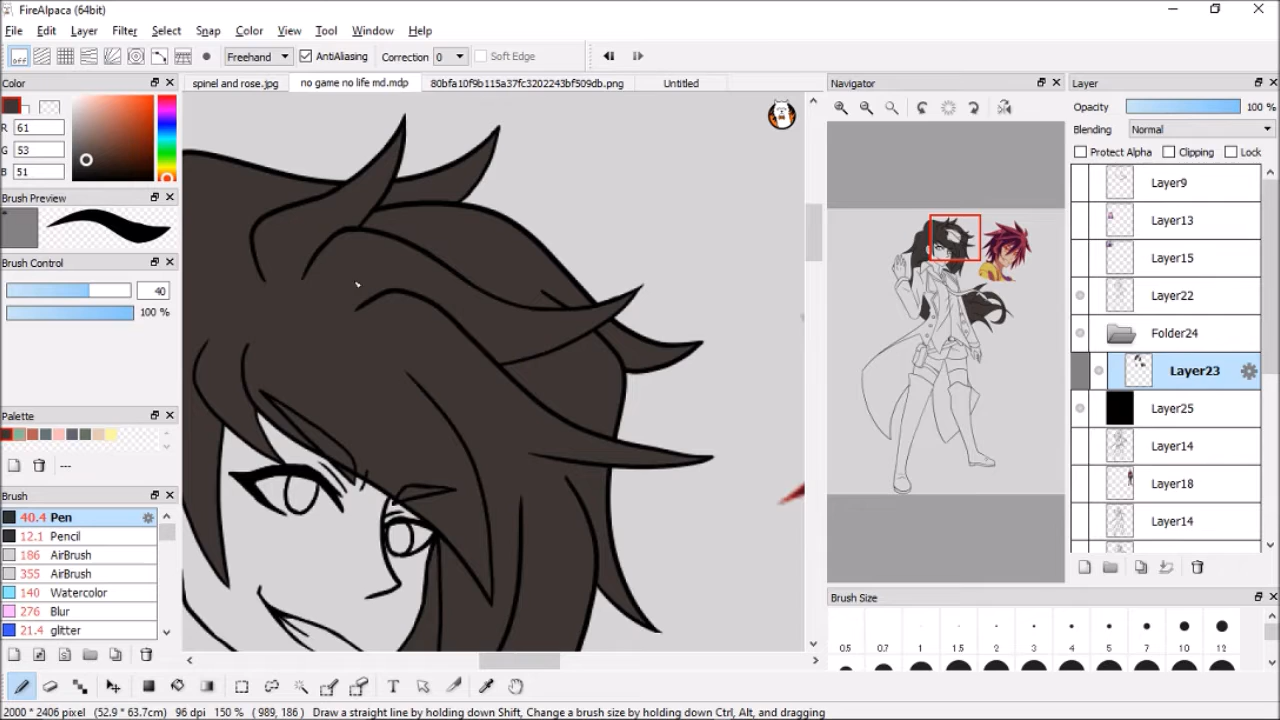 FireAlpaca (64bit)
File Edit Layer Filter Select Snap Color View Tool Window Help
OFF Freehand AntiAliasing Correction 0 Soft Edge
Color
spinel and rose.jpg no game no life md.mdp 80bfa10f9b115a37fc3202243bf509db.png Untitled
Navigator
Layer
R 61
G 53
B 51
Opacity 100 %
Blending Normal
Protect Alpha Clipping Lock
Layer9
Layer13
Layer15
Layer22
Folder24
Layer23
Layer25
Layer14
Layer18
Layer14
Brush Preview
Brush Control
40
100 %
Palette
---
Brush
40.4 Pen
12.1 Pencil
186 AirBrush
355 AirBrush
140 Watercolor
276 Blur
21.4 glitter
Brush Size
0.5 0.7 1 1.5 2 3 4 5 7 10 12
T
2000 * 2406 pixel (52.9 * 63.7cm) 96 dpi 150 % ( 989, 186 ) Draw a straight line by holding down Shift, Change a brush size by holding down Ctrl, Alt, and dragging